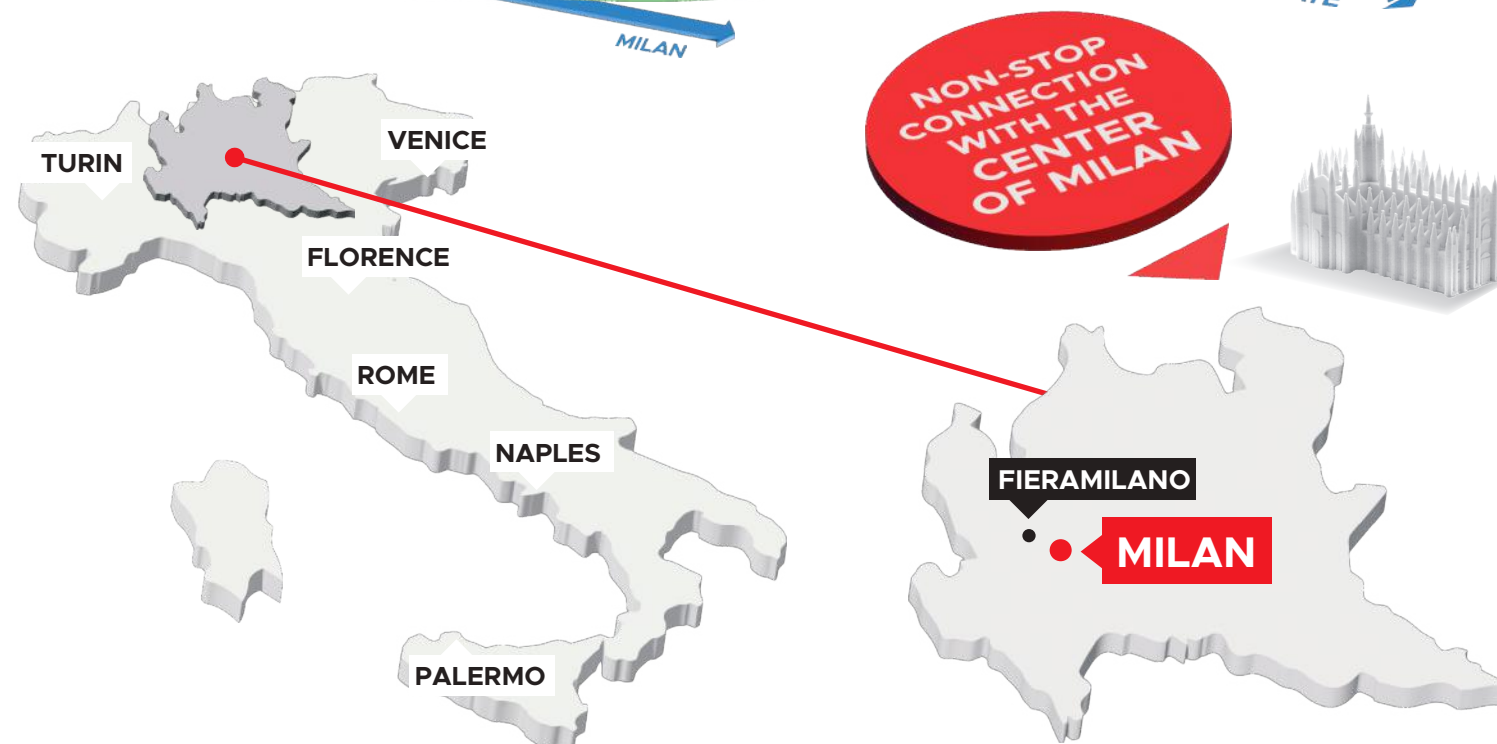 MILAN
NON-STOP
CONNECTION
WITH THE
CENTER
OF MILAN
VENICE
TURIN
FLORENCE
ROME
NAPLES
PALERMO
FIERAMILANO
MILAN